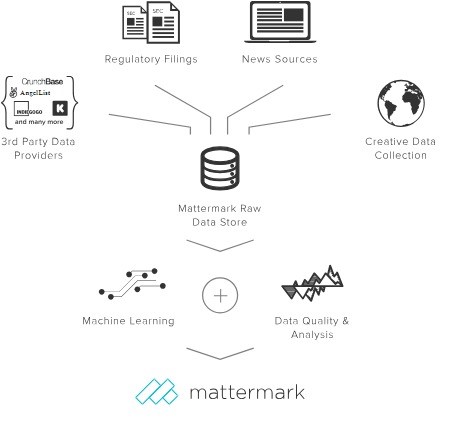 SEC
SEC
Regulatory Filings
News Sources
CrunchBase
AngelList
INDIEGOGO
K
and many more
3rd Party Data
Providers
Creative Data
Collection
Mattermark Raw
Data Store
+
Machine Learning
Data Quality &
Analysis
mattermark